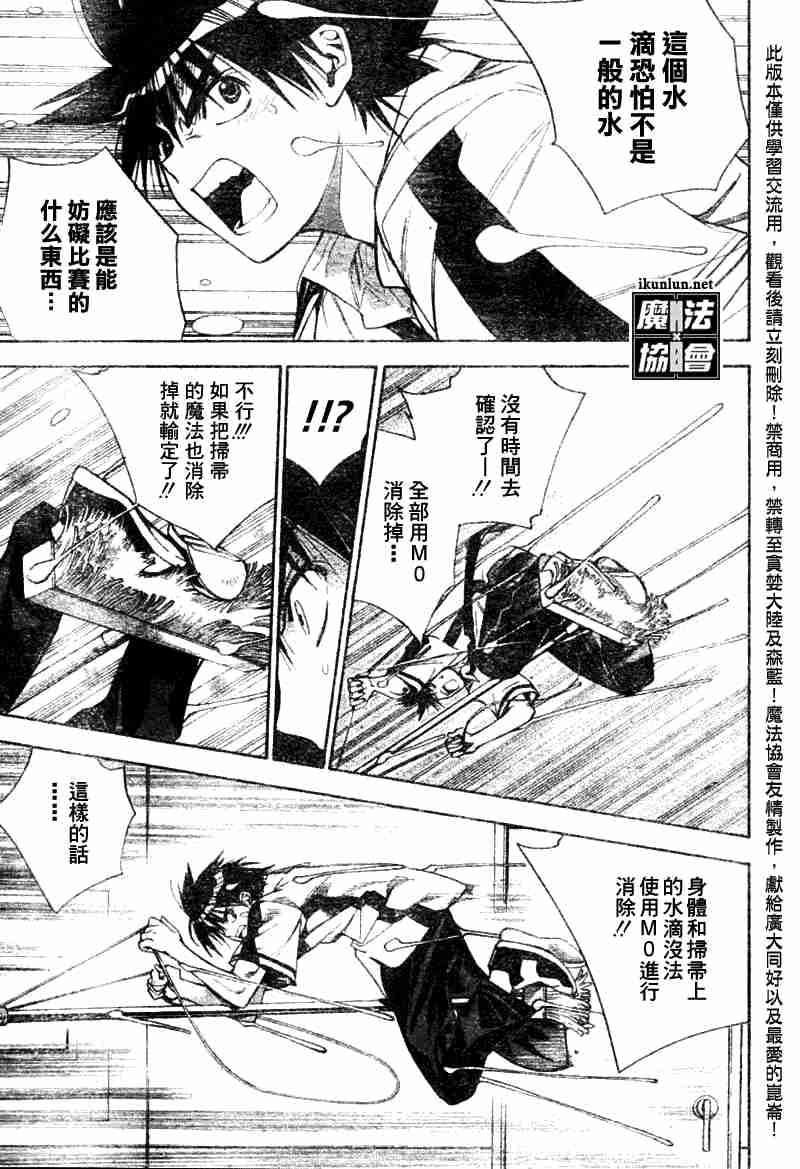 這個水
滴恐怕不是
一般的水
應該是能
妨礙比賽的
什么東西…
ikunlun.net
魔法
協會
沒有時間去
確認了—!!
全部用M0
消除掉…
!!?
不行!!!
如果把掃帚
的魔法也消除
掉就輸定了!!
身體和掃帚上
的水滴沒法
使用M0進行
消除!!
這樣的話
……
此版本僅供學習交流用，觀看後請立刻刪除！禁商用，禁轉至貪婪大陸及森藍！魔法協會友情製作，獻給廣大同好以及最愛的崑崙！